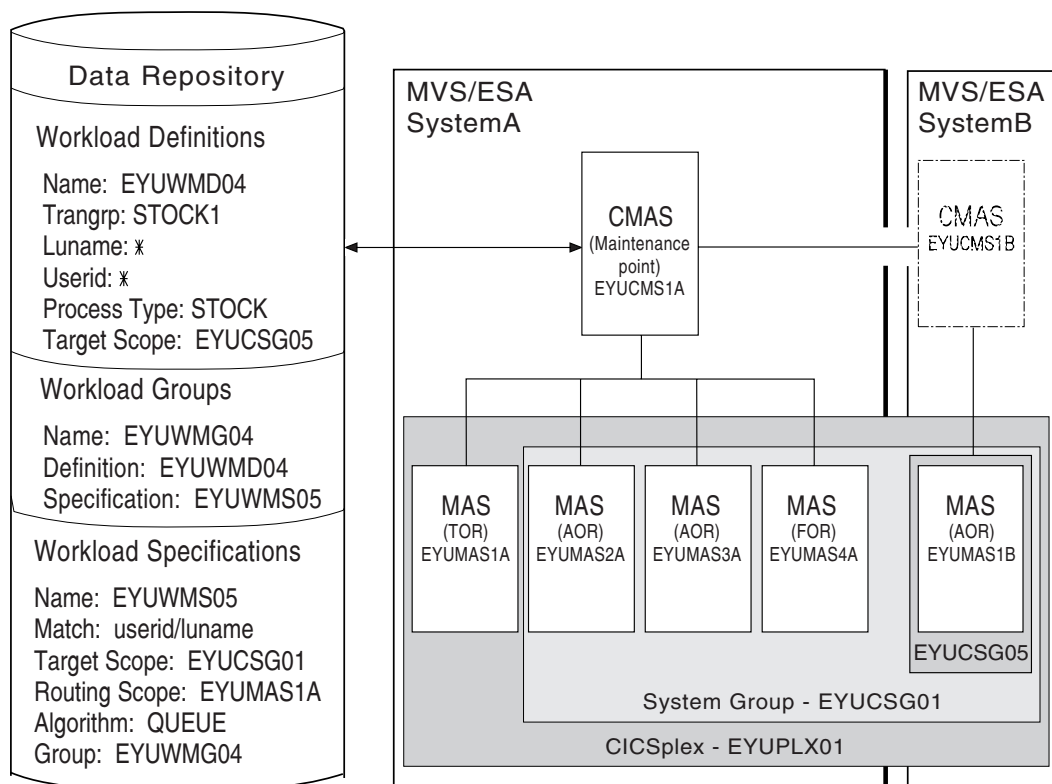 Data Repository
Workload Definitions
Name: EYUWMD04
Trangrp: STOCK1
Luname: *
Userid: *
Process Type: STOCK
Target Scope: EYUCSG05
Workload Groups
Name: EYUWMG04
Definition: EYUWMD04
Specification: EYUWMS05
Workload Specifications
Name: EYUWMS05
Match: userid/luname
Target Scope: EYUCSG01
Routing Scope: EYUMAS1A
Algorithm: QUEUE
Group: EYUWMG04
MVS/ESA
SystemA
CMAS
(Maintenance
point)
EYUCMS1A
MVS/ESA
SystemB
CMAS
EYUCMS1B
MAS
(TOR)
EYUMAS1A
MAS
(AOR)
EYUMAS2A
MAS
(AOR)
EYUMAS3A
MAS
(FOR)
EYUMAS4A
MAS
(AOR)
EYUMAS1B
EYUCSG05
System Group - EYUCSG01
CICSplex - EYUPLX01